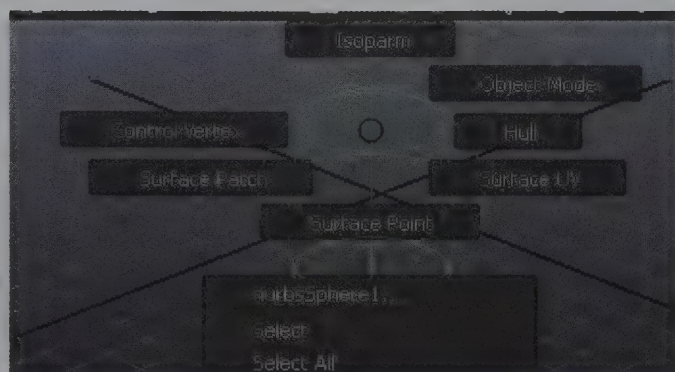 Isoparm
Object Mode
Control Vertex
Hull
Surface Patch
Surface UV
Surface Point
nurbsSphere1...
Select
Select All